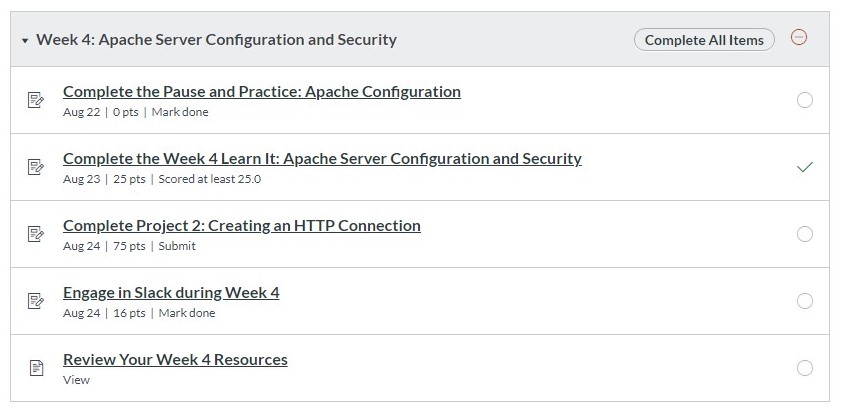 Week 4: Apache Server Configuration and Security
Complete All Items
Complete the Pause and Practice: Apache Configuration
Aug 22 | 0 pts | Mark done
Complete the Week 4 Learn It: Apache Server Configuration and Security
Aug 23 | 25 pts | Scored at least 25.0
Complete Project 2: Creating an HTTP Connection
Aug 24 | 75 pts | Submit
Engage in Slack during Week 4
Aug 24 | 16 pts | Mark done
Review Your Week 4 Resources
View